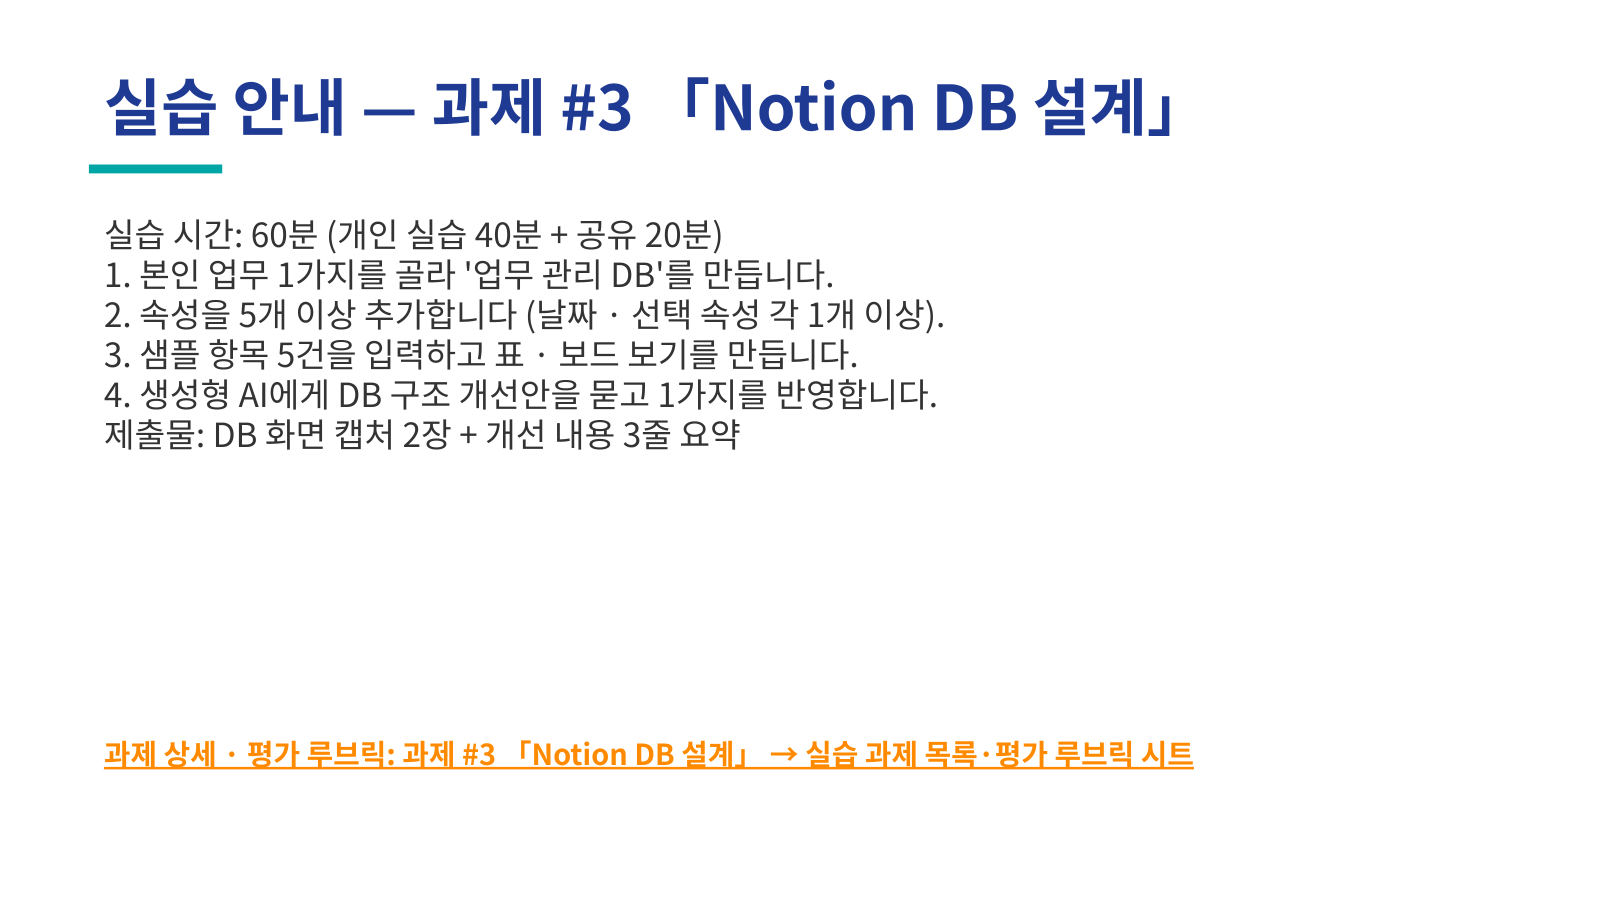 실습 안내 — 과제 #3 「Notion DB 설계」
실습 시간: 60분 (개인 실습 40분 + 공유 20분)
1. 본인 업무 1가지를 골라 '업무 관리 DB'를 만듭니다.
2. 속성을 5개 이상 추가합니다 (날짜 · 선택 속성 각 1개 이상).
3. 샘플 항목 5건을 입력하고 표 · 보드 보기를 만듭니다.
4. 생성형 AI에게 DB 구조 개선안을 묻고 1가지를 반영합니다.
제출물: DB 화면 캡처 2장 + 개선 내용 3줄 요약
과제 상세 · 평가 루브릭: 과제 #3 「Notion DB 설계」 → 실습 과제 목록·평가 루브릭 시트